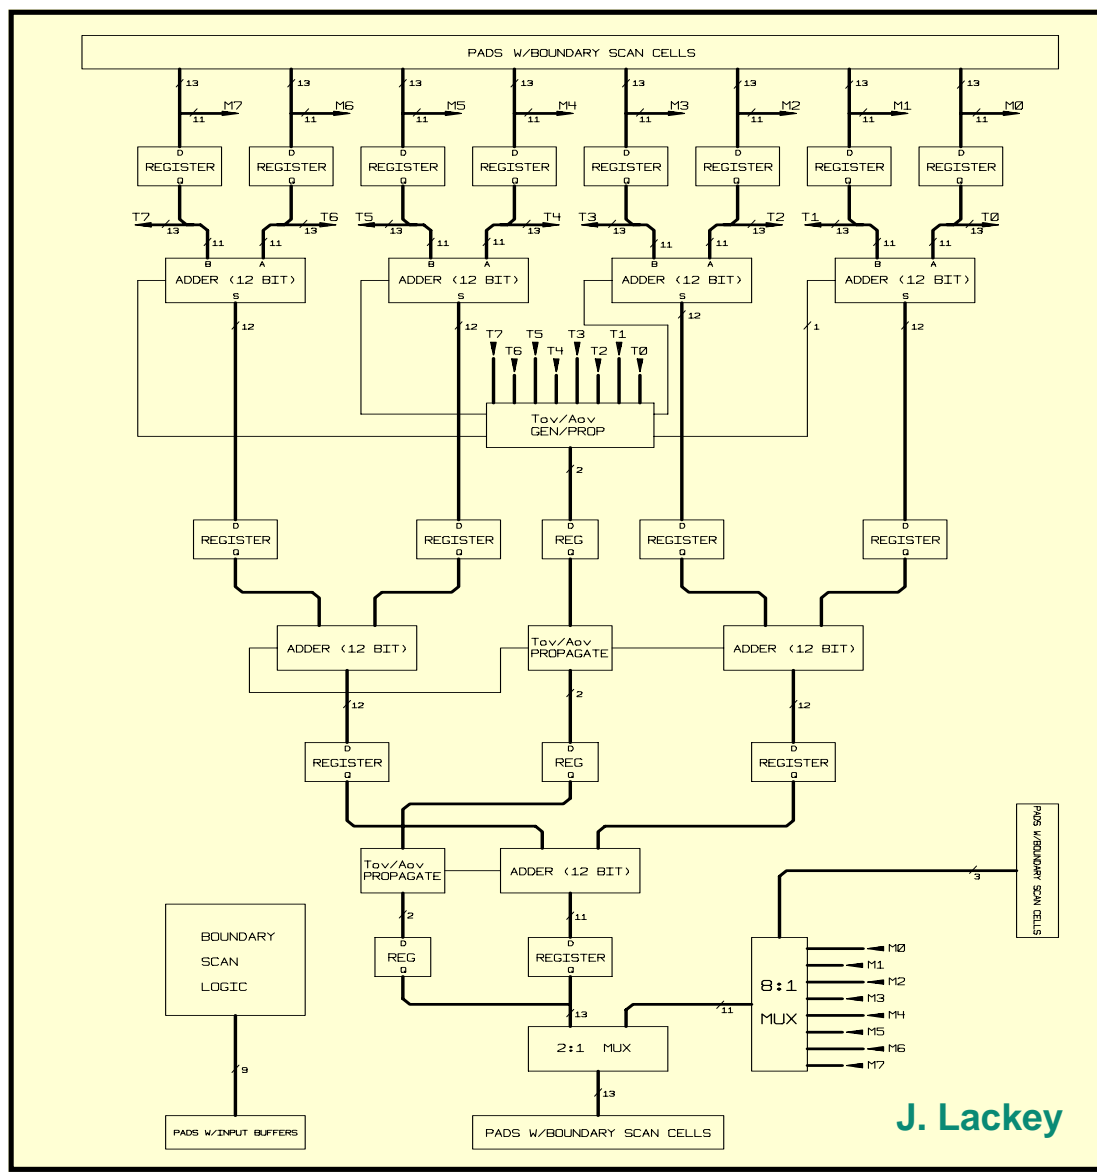 PADS W/BOUNDARY SCAN CELLS
13 13 13 13 13 13 13 13
M7 M6 M5 M4 M3 M2 M1 M0
11 11 11 11 11 11 11 11
D D D D D D D D
REGISTER REGISTER REGISTER REGISTER REGISTER REGISTER REGISTER REGISTER
Q Q Q Q Q Q Q Q
T7 T6 T5 T4 T3 T2 T1 T0
13 13 13 13 13 13 13 13
11 11 11 11 11 11 11 11
B A B A B A B A
ADDER (12 BIT) ADDER (12 BIT) ADDER (12 BIT) ADDER (12 BIT)
S S S S
12 12 12 1 12
T7 T5 T3 T1
T6 T4 T2 T0
Tov/Aov
GEN/PROP
2
D D D D D
REGISTER REGISTER REG REGISTER REGISTER
Q Q Q Q Q
ADDER (12 BIT) Tov/Aov PROPAGATE ADDER (12 BIT)
12 2 12
D D D
REGISTER REG REGISTER
Q Q Q
Tov/Aov
PROPAGATE
ADDER (12 BIT)
PADS W/BOUNDARY SCAN CELLS
3
2 11
BOUNDARY
SCAN
LOGIC
D D
REG REGISTER
Q Q
8:1
MUX
M0
M1
M2
M3
M4
M5
M6
M7
13 11
2:1 MUX
9 13
PADS W/INPUT BUFFERS
PADS W/BOUNDARY SCAN CELLS
J. Lackey